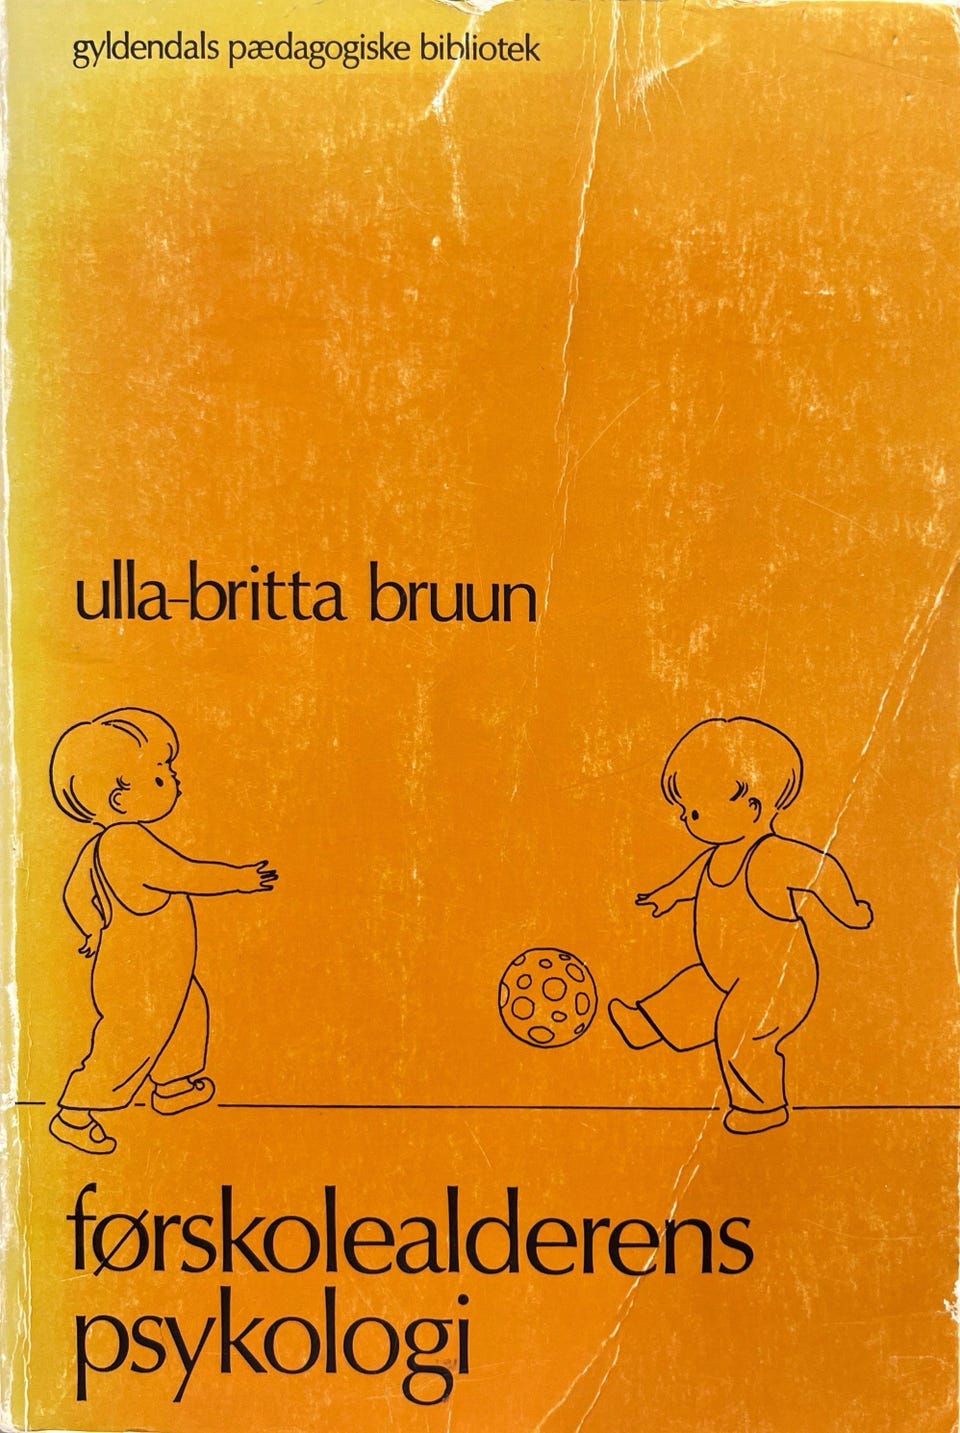 gyldendals pædagogiske bibliotek
ulla-britta bruun
førskolealderens
psykologi